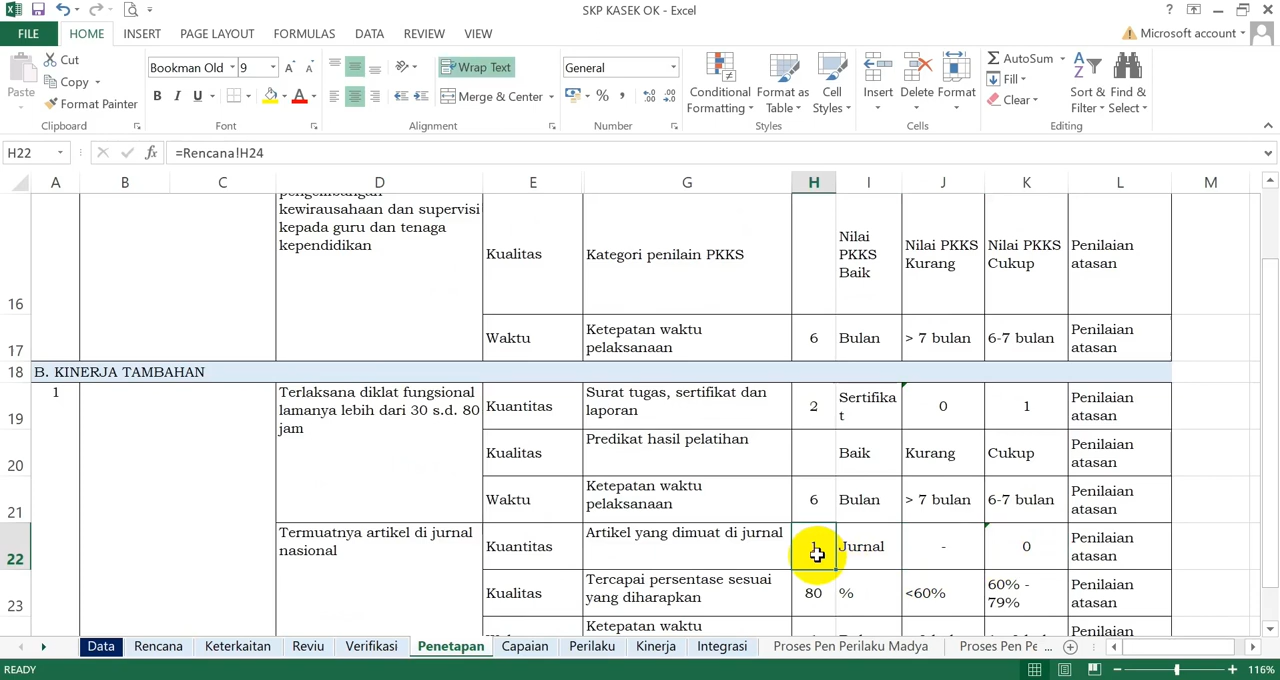 SKP KASEK OK - Excel
FILE HOME INSERT PAGE LAYOUT FORMULAS DATA REVIEW VIEW Microsoft account
Paste
Cut
Copy
Format Painter
Clipboard
Bookman Old 9
B I U
Font
Wrap Text
Merge & Center
Alignment
General
Number
Conditional Formatting
Format as Table
Cell Styles
Styles
Insert Delete Format
Cells
AutoSum
Fill
Clear
Sort & Filter
Find & Select
Editing
H22 =Rencana!H24
A B C D E G H I J K L M
kewirausahaan dan supervisi
kepada guru dan tenaga
kependidikan
16 Kualitas Kategori penilain PKKS Nilai PKKS Baik Nilai PKKS Kurang Nilai PKKS Cukup Penilaian atasan
17 Waktu Ketepatan waktu pelaksanaan 6 Bulan > 7 bulan 6-7 bulan Penilaian atasan
18 B. KINERJA TAMBAHAN
19 1 Terlaksana diklat fungsional lamanya lebih dari 30 s.d. 80 jam Kuantitas Surat tugas, sertifikat dan laporan 2 Sertifikat 0 1 Penilaian atasan
20 Kualitas Predikat hasil pelatihan Baik Kurang Cukup Penilaian atasan
21 Waktu Ketepatan waktu pelaksanaan 6 Bulan > 7 bulan 6-7 bulan Penilaian atasan
22 Termuatnya artikel di jurnal nasional Kuantitas Artikel yang dimuat di jurnal 1 Jurnal - 0 Penilaian atasan
23 Kualitas Tercapai persentase sesuai yang diharapkan 80 % <60% 60% - 79% Penilaian atasan
Ketepatan waktu
Data Rencana Keterkaitan Reviu Verifikasi Penetapan Capaian Perilaku Kinerja Integrasi Proses Pen Perilaku Madya Proses Pen Pe ...
READY 116%